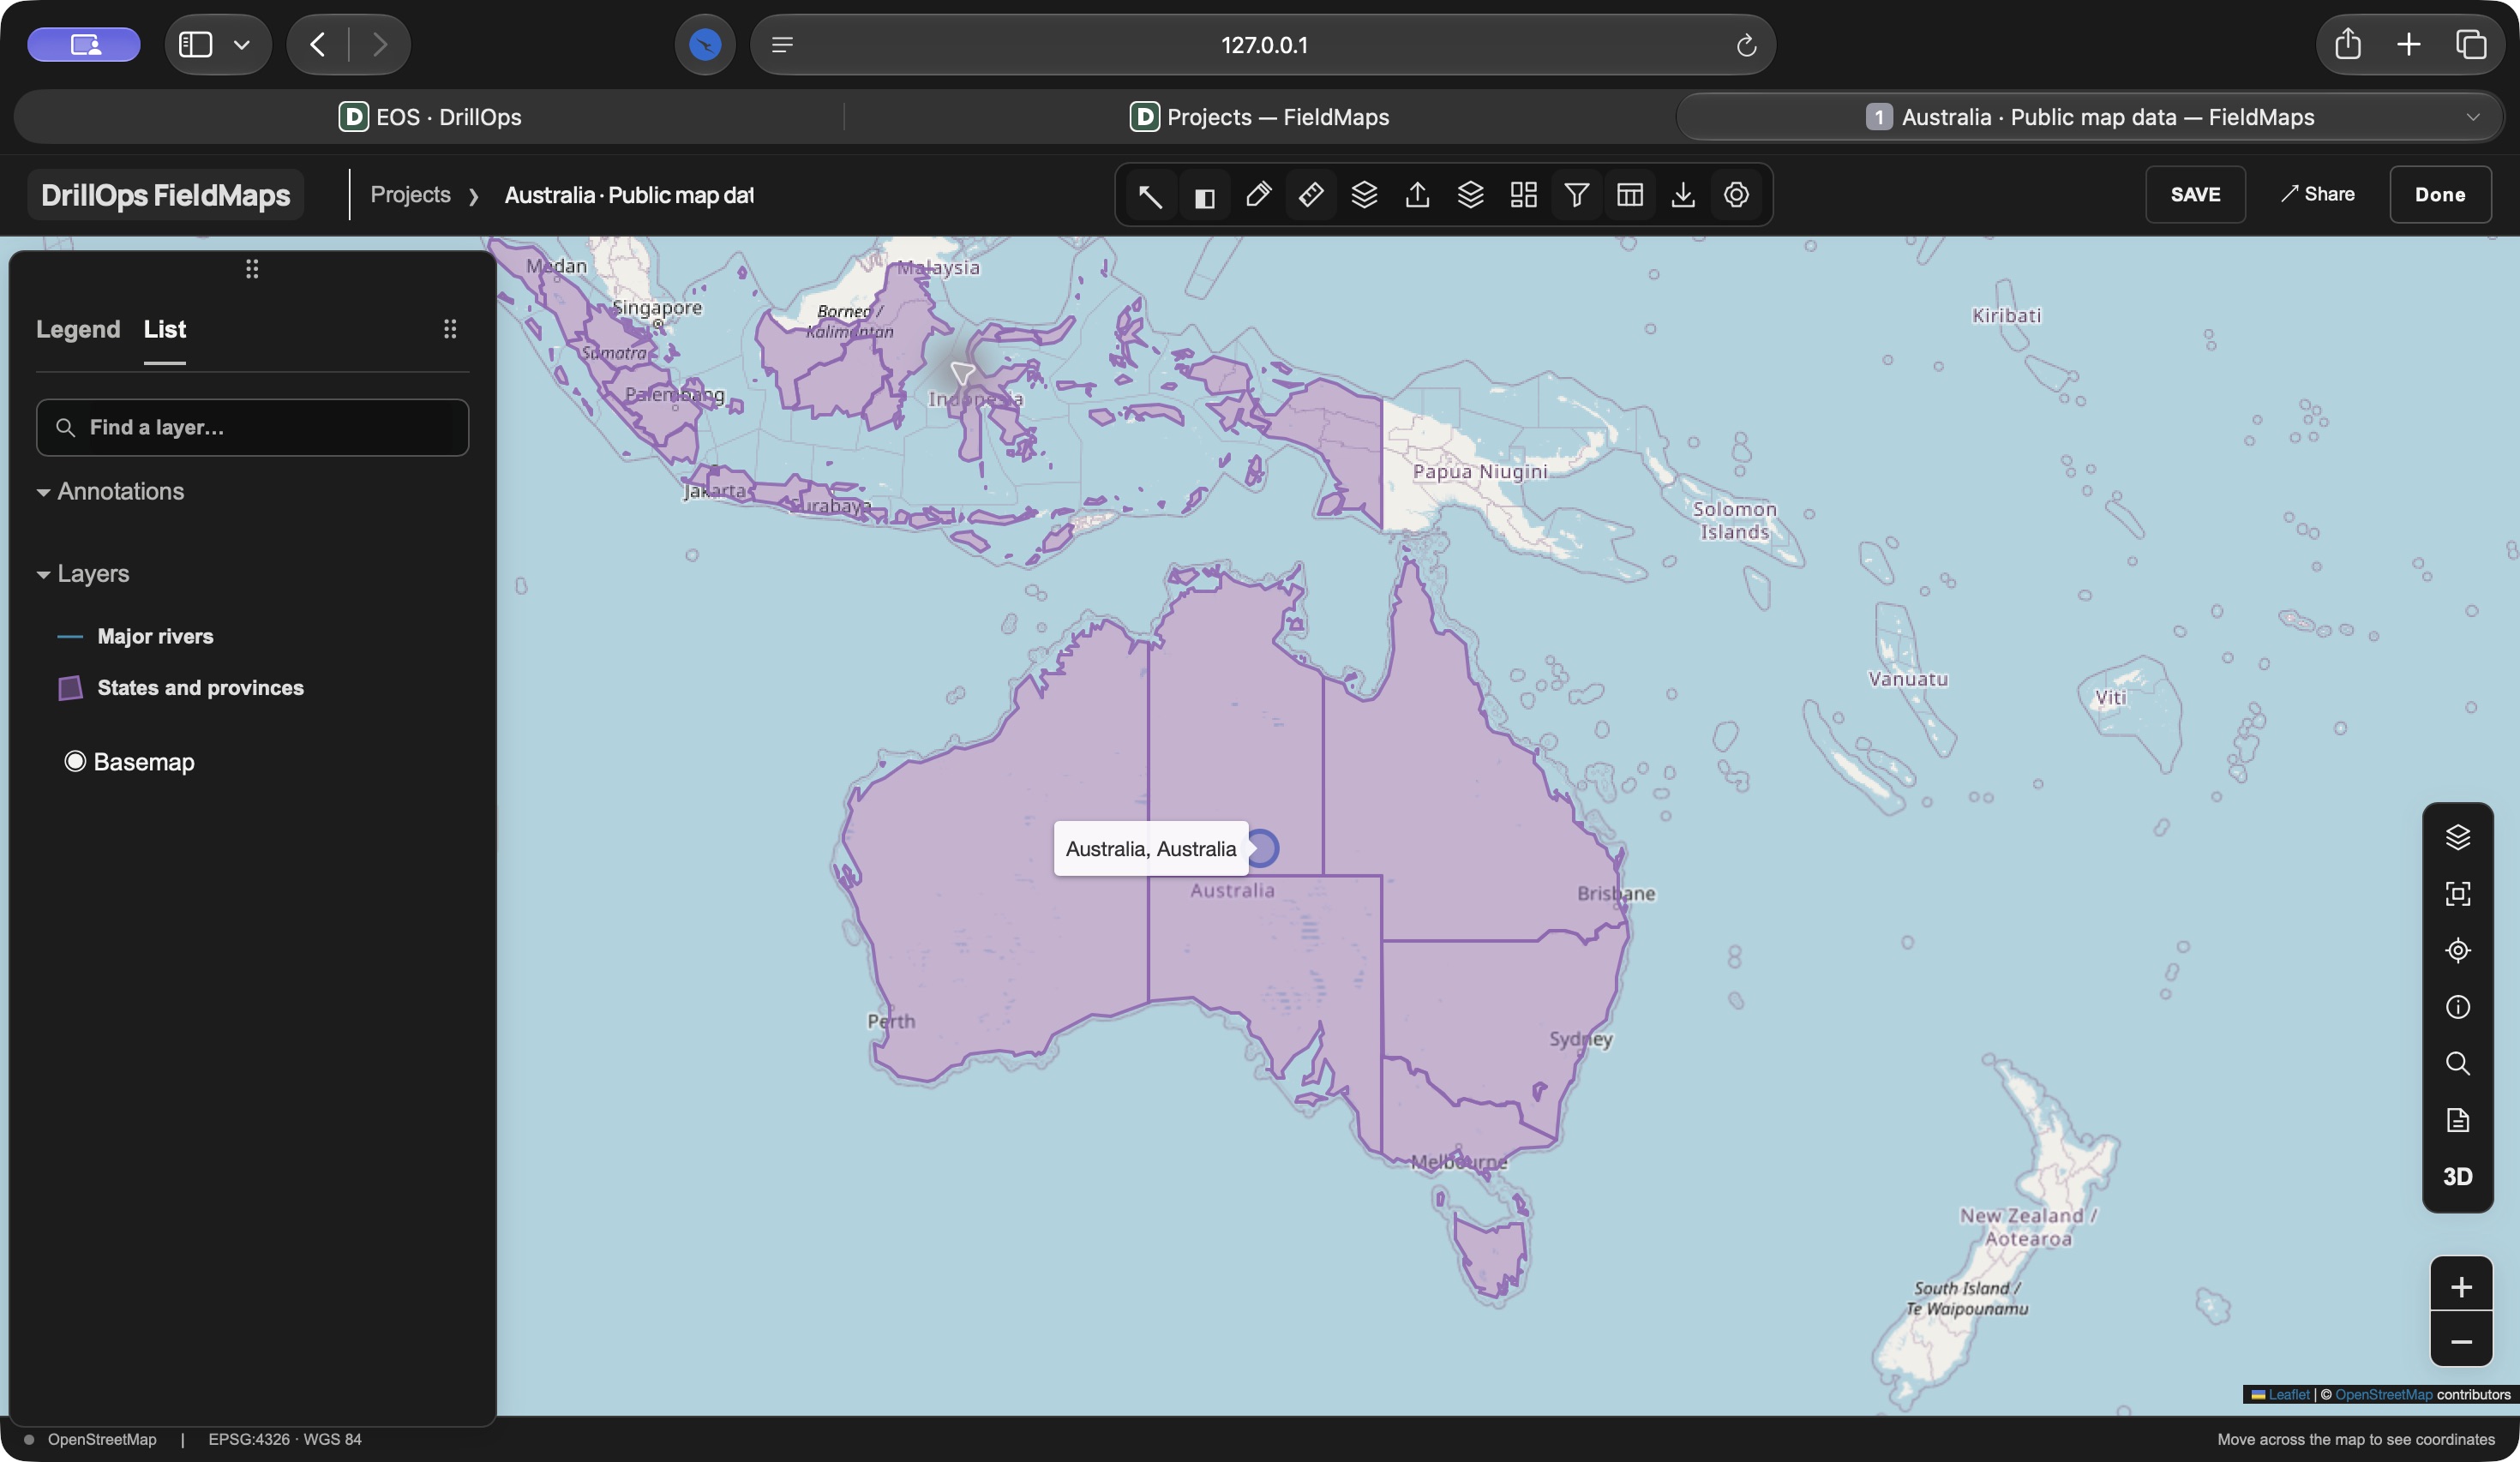 127.0.0.1
D EOS · DrillOps
D Projects — FieldMaps
1 Australia · Public map data — FieldMaps
DrillOps FieldMaps
Projects
Australia · Public map dat
SAVE
Share
Done
Legend
List
Find a layer...
Annotations
Layers
Major rivers
States and provinces
Basemap
Medan
Malaysia
Singapore
Borneo /
Kalimantan
Sumatra
Palembang
Indonesia
Jakarta
Surabaya
Papua Niugini
Solomon
Islands
Kiribati
Vanuatu
Viti
Australia, Australia
Australia
Brisbane
Perth
Sydney
Melbourne
New Zealand /
Aotearoa
South Island /
Te Waipounamu
3D
+
−
Leaflet | © OpenStreetMap contributors
OpenStreetMap | EPSG:4326 · WGS 84
Move across the map to see coordinates